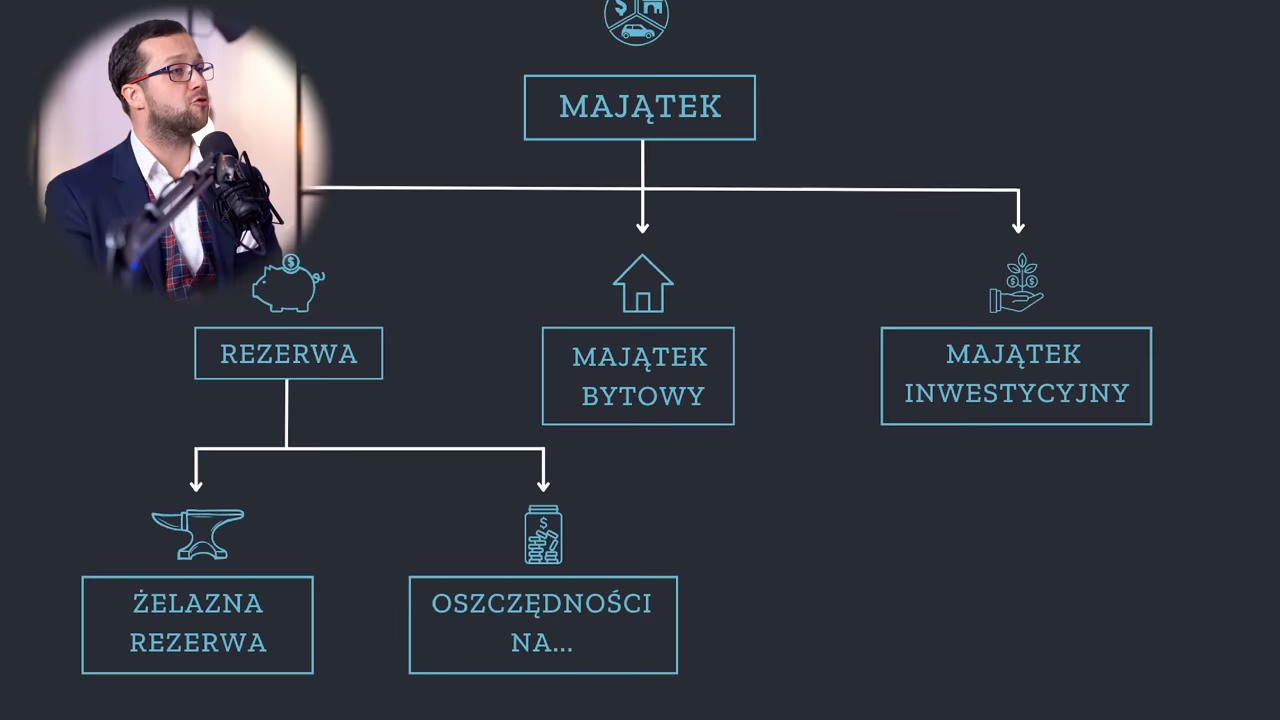 MAJĄTEK
REZERWA
MAJĄTEK
BYTOWY
MAJĄTEK
INWESTYCYJNY
ŻELAZNA
REZERWA
OSZCZĘDNOŚCI
NA...